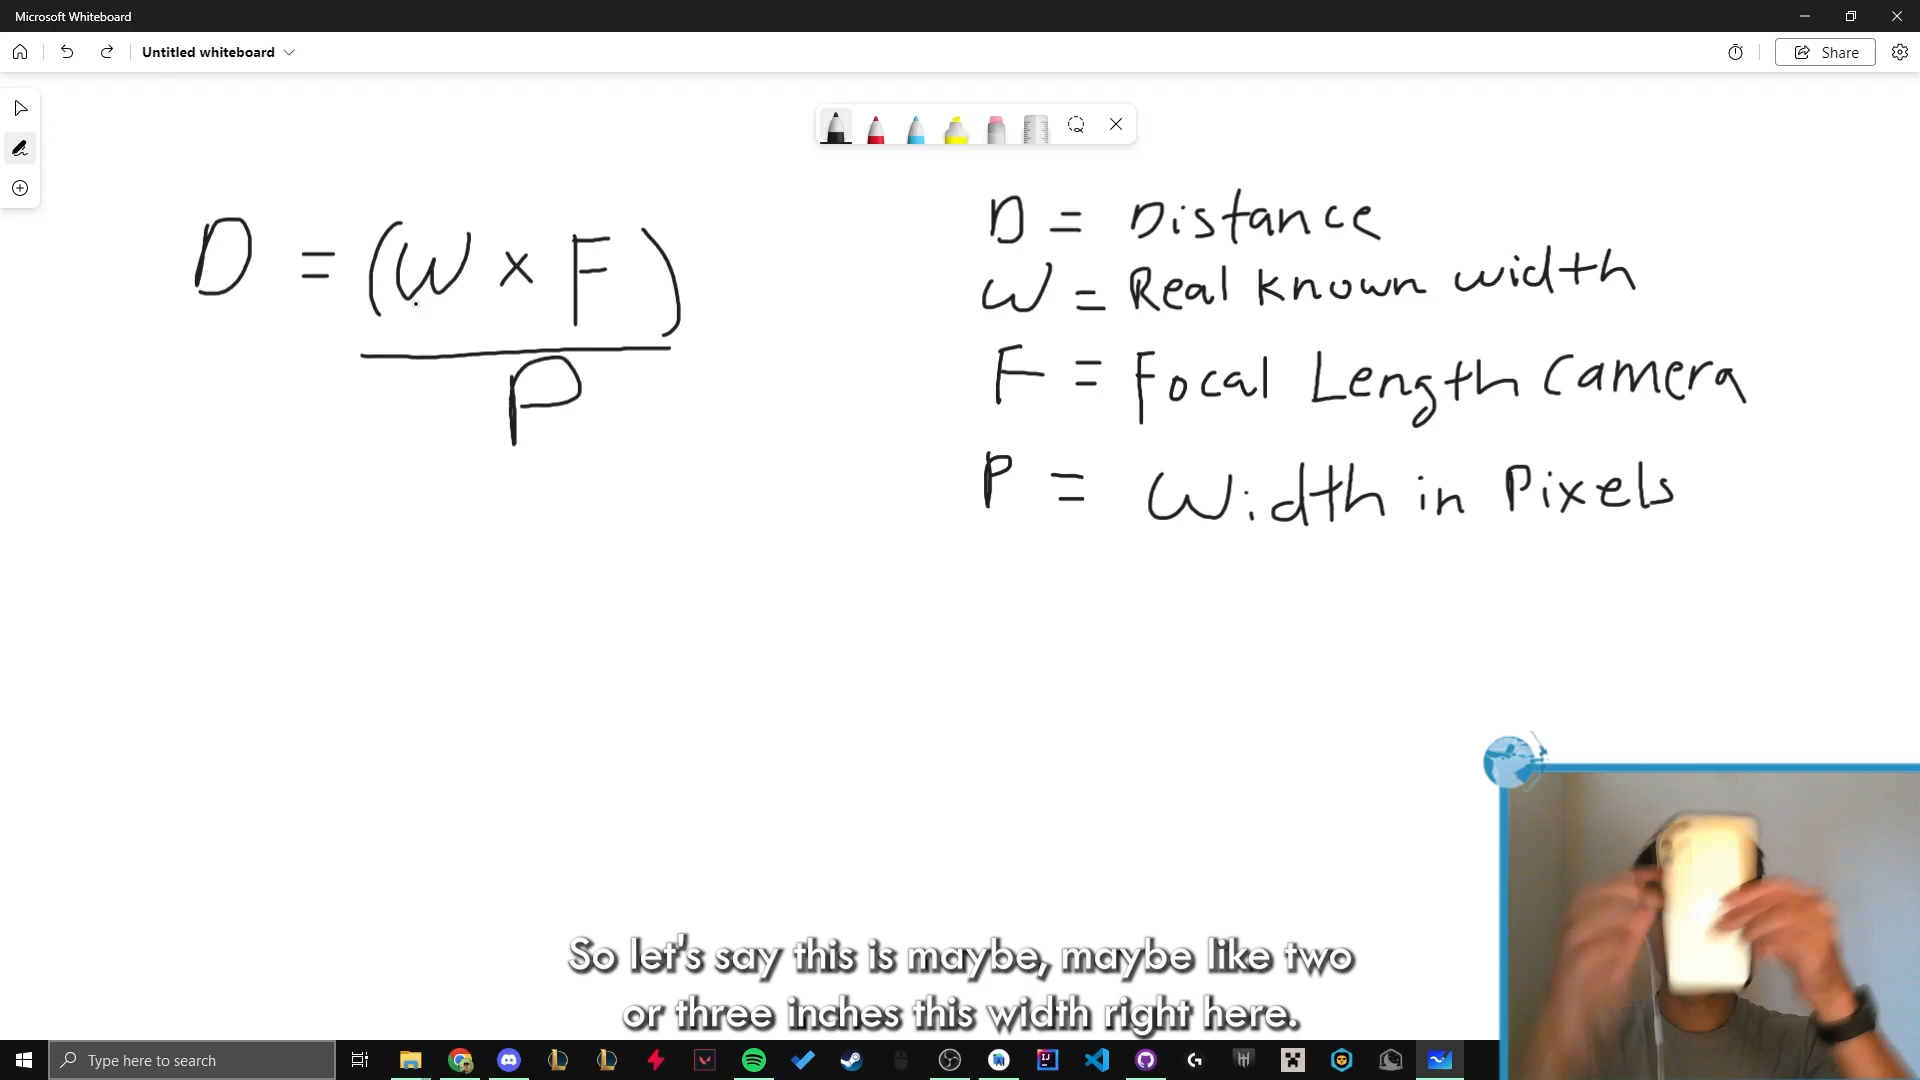 Microsoft Whiteboard
Untitled whiteboard
Share
D = (W x F)
P
D = Distance
W = Real known width
F = Focal Length Camera
P = Width in Pixels
So let's say this is maybe, maybe like two
or three inches this width right here.
Type here to search